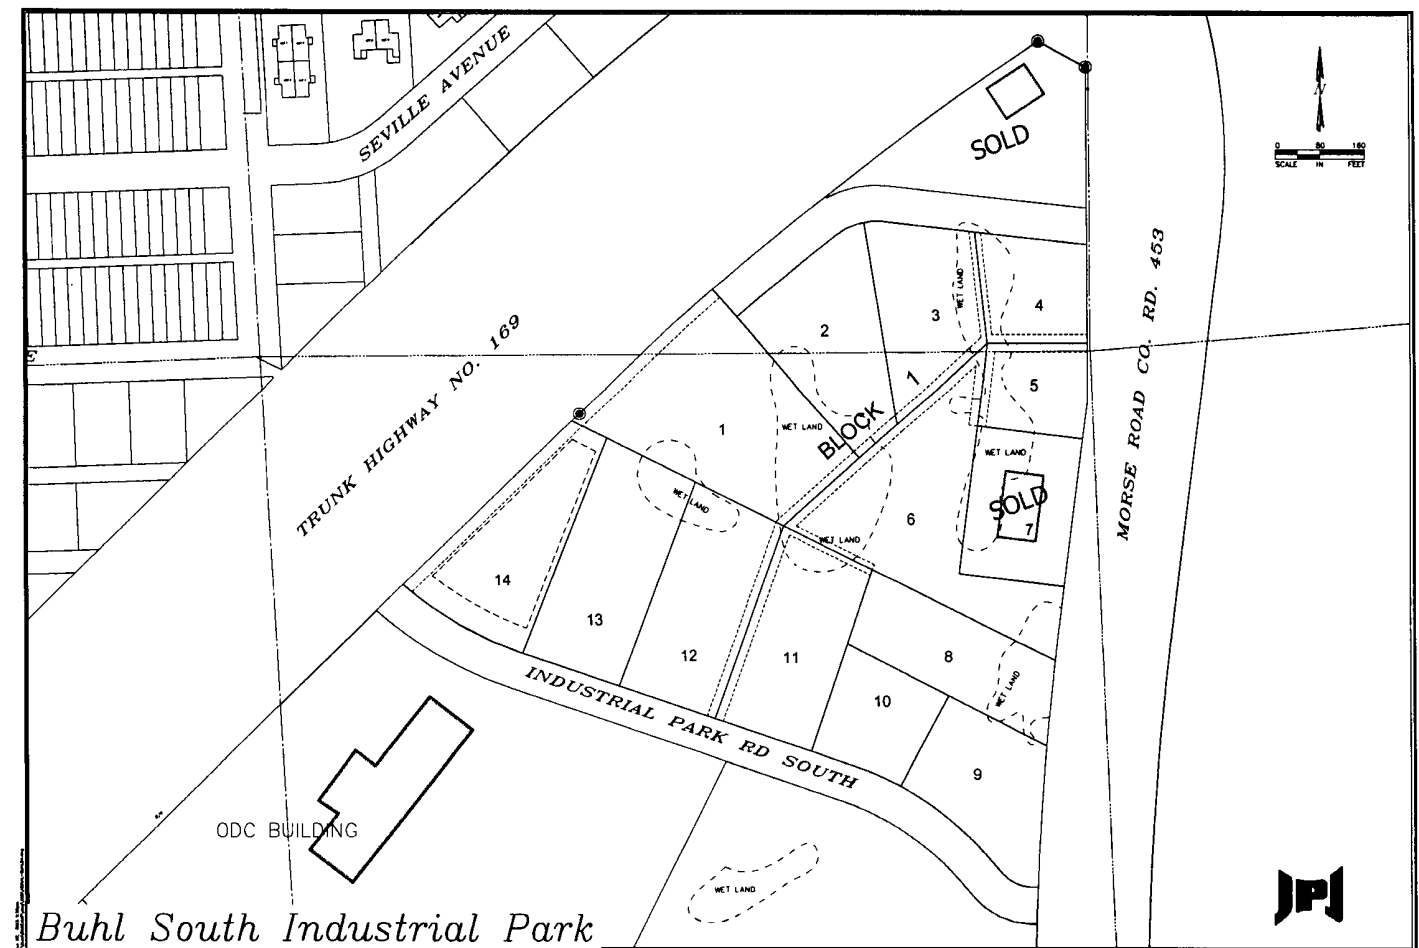 SEVILLE AVENUE
N
0 80 160
SCALE IN FEET
SOLD
MORSE ROAD CO. RD. 453
TRUNK HIGHWAY NO. 169
WET LAND
2
3
4
5
BLOCK 1
1
WET LAND
WET LAND
WET LAND
SOLD
7
6
WET LAND
14
13
12
11
8
10
9
WET LAND
INDUSTRIAL PARK RD SOUTH
ODC BUILDING
WET LAND
E
JPJ
Buhl South Industrial Park